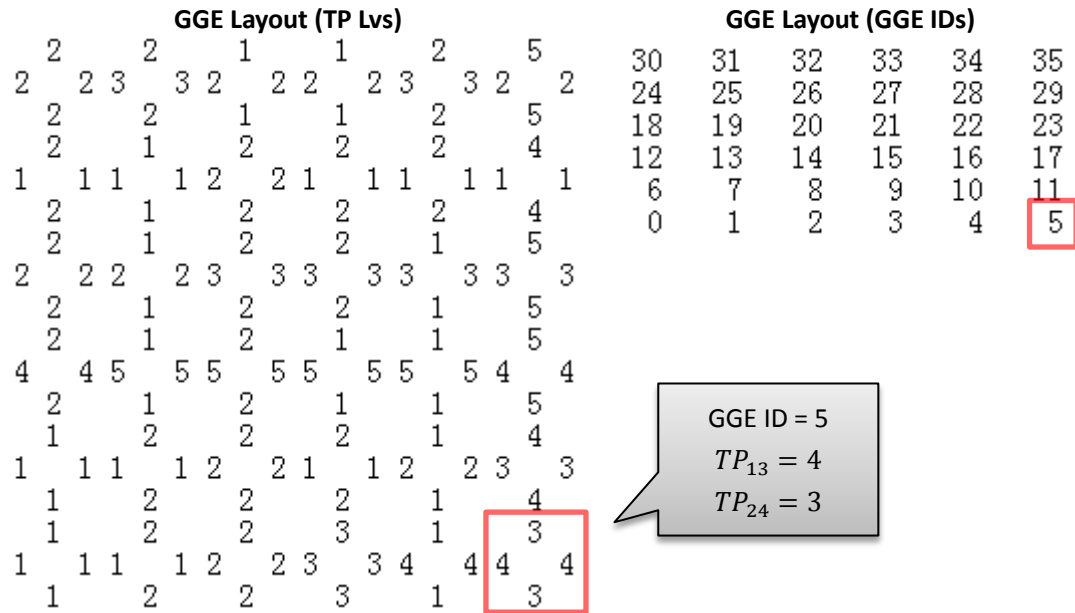 GGE Layout (TP Lvs)
2 2 1 1 2 5
2 2 3 3 2 2 2 2 3 3 2 2
2 2 1 1 2 5
2 1 2 2 2 4
1 1 1 1 2 2 1 1 1 1 1 1
2 1 2 2 2 4
2 1 2 2 1 5
2 2 2 2 3 3 3 3 3 3 3 3
2 1 2 2 1 5
2 1 2 1 1 5
4 4 5 5 5 5 5 5 5 5 4 4
2 1 2 1 1 5
1 2 2 2 1 4
1 1 1 1 2 2 1 1 2 2 3 3
1 2 2 2 1 4
1 2 2 3 1 3
1 1 1 1 2 2 3 3 4 4 4 4
1 2 2 3 1 3
GGE Layout (GGE IDs)
30 31 32 33 34 35
24 25 26 27 28 29
18 19 20 21 22 23
12 13 14 15 16 17
6 7 8 9 10 11
0 1 2 3 4 5
GGE ID = 5
TP₁₃ = 4
TP₂₄ = 3